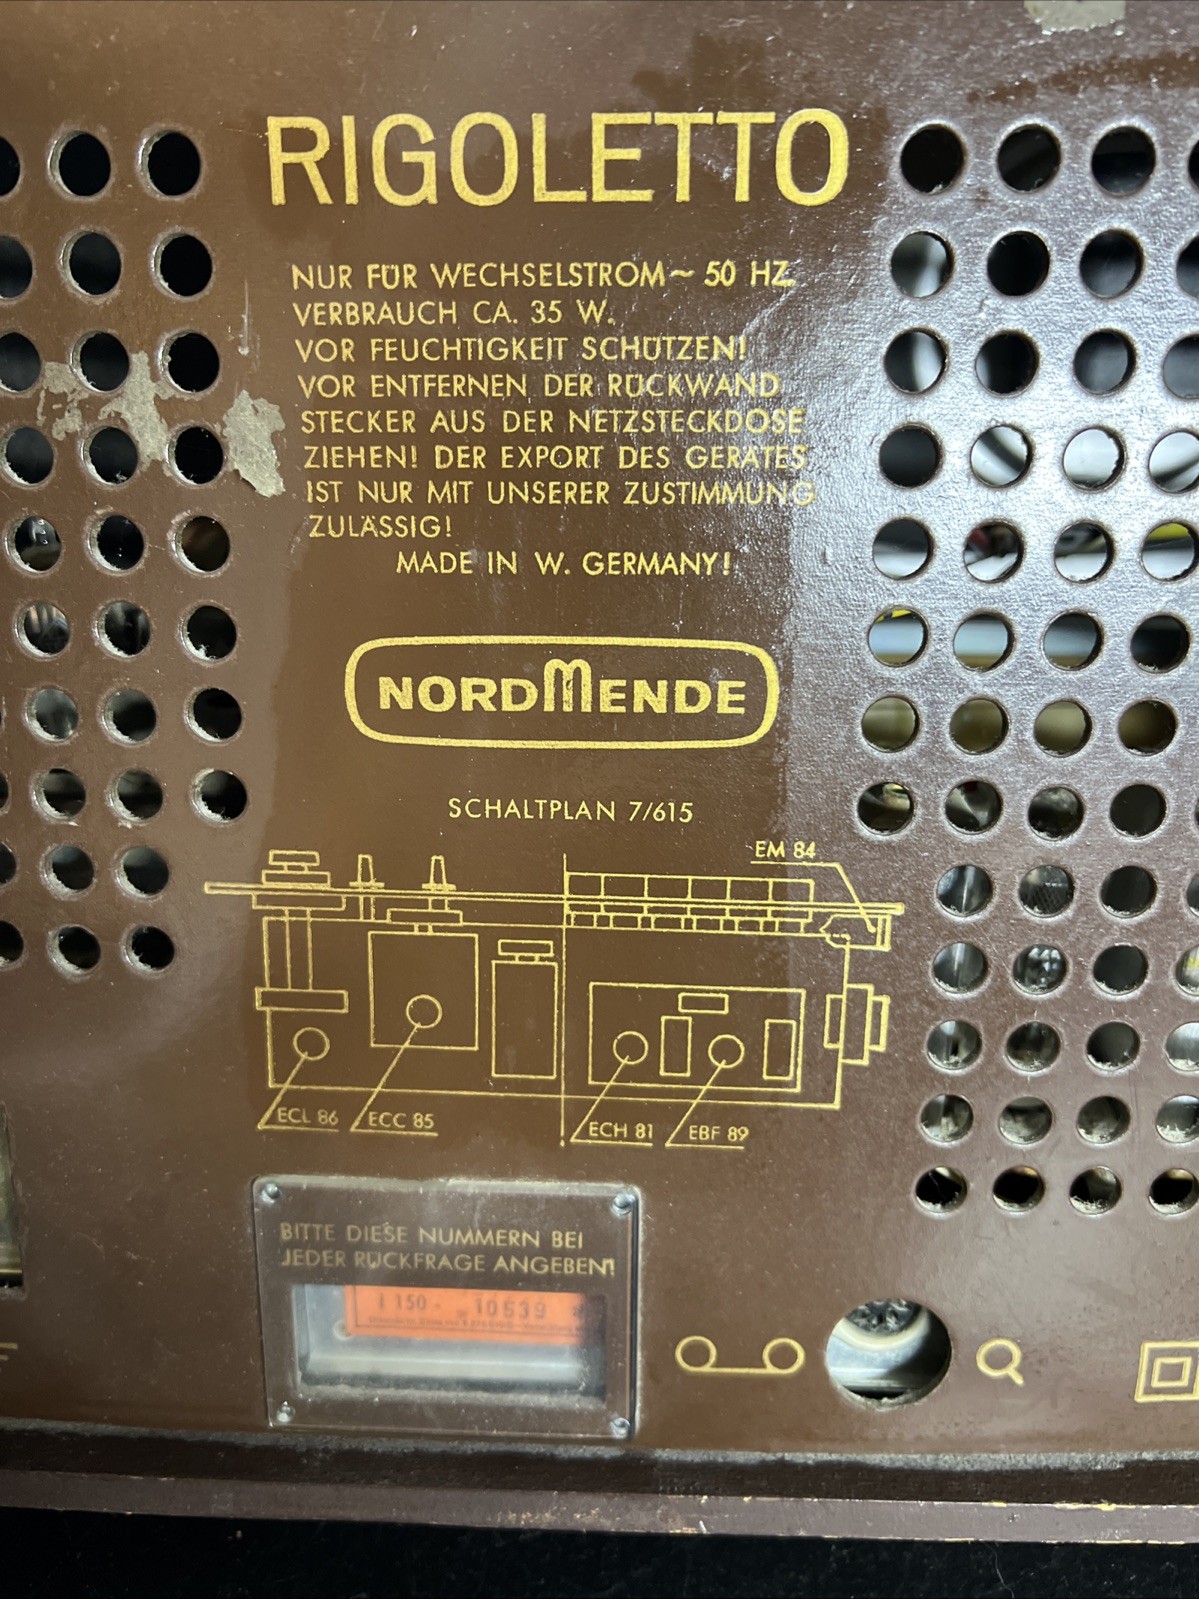 RIGOLETTO
NUR FÜR WECHSELSTROM ~ 50 HZ.
VERBRAUCH CA. 35 W.
VOR FEUCHTIGKEIT SCHÜTZEN!
VOR ENTFERNEN DER RÜCKWAND
STECKER AUS DER NETZSTECKDOSE
ZIEHEN! DER EXPORT DES GERÄTES
IST NUR MIT UNSERER ZUSTIMMUNG
ZULÄSSIG!
MADE IN W. GERMANY!
NORDMENDE
SCHALTPLAN 7/615
EM 84
ECL 86 ECC 85 ECH 81 EBF 89
BITTE DIESE NUMMERN BEI
JEDER RÜCKFRAGE ANGEBEN!
150 - 10539